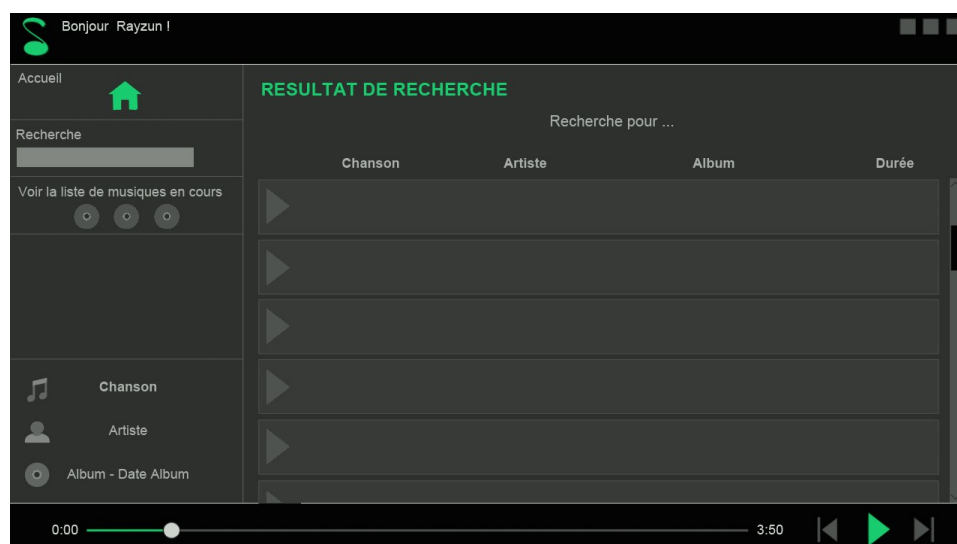 Bonjour Rayzun !
Accueil
Recherche
Voir la liste de musiques en cours
Chanson
Artiste
Album - Date Album
RESULTAT DE RECHERCHE
Recherche pour ...
Chanson Artiste Album Durée
0:00 3:50